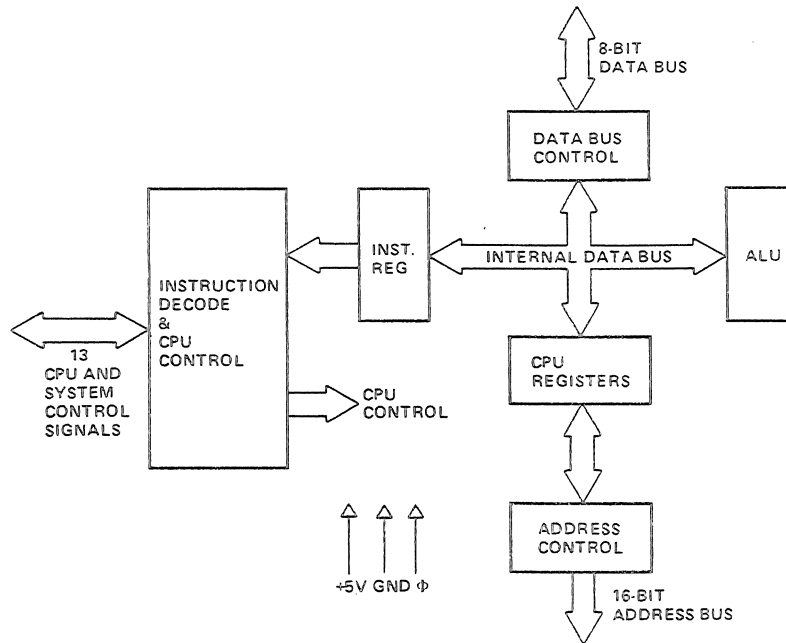 8-BIT
DATA BUS
DATA BUS
CONTROL
INSTRUCTION
DECODE
&
CPU
CONTROL
INST.
REG
INTERNAL DATA BUS
ALU
13
CPU AND
SYSTEM
CONTROL
SIGNALS
CPU
CONTROL
CPU
REGISTERS
ADDRESS
CONTROL
+5V GND Φ
16-BIT
ADDRESS BUS